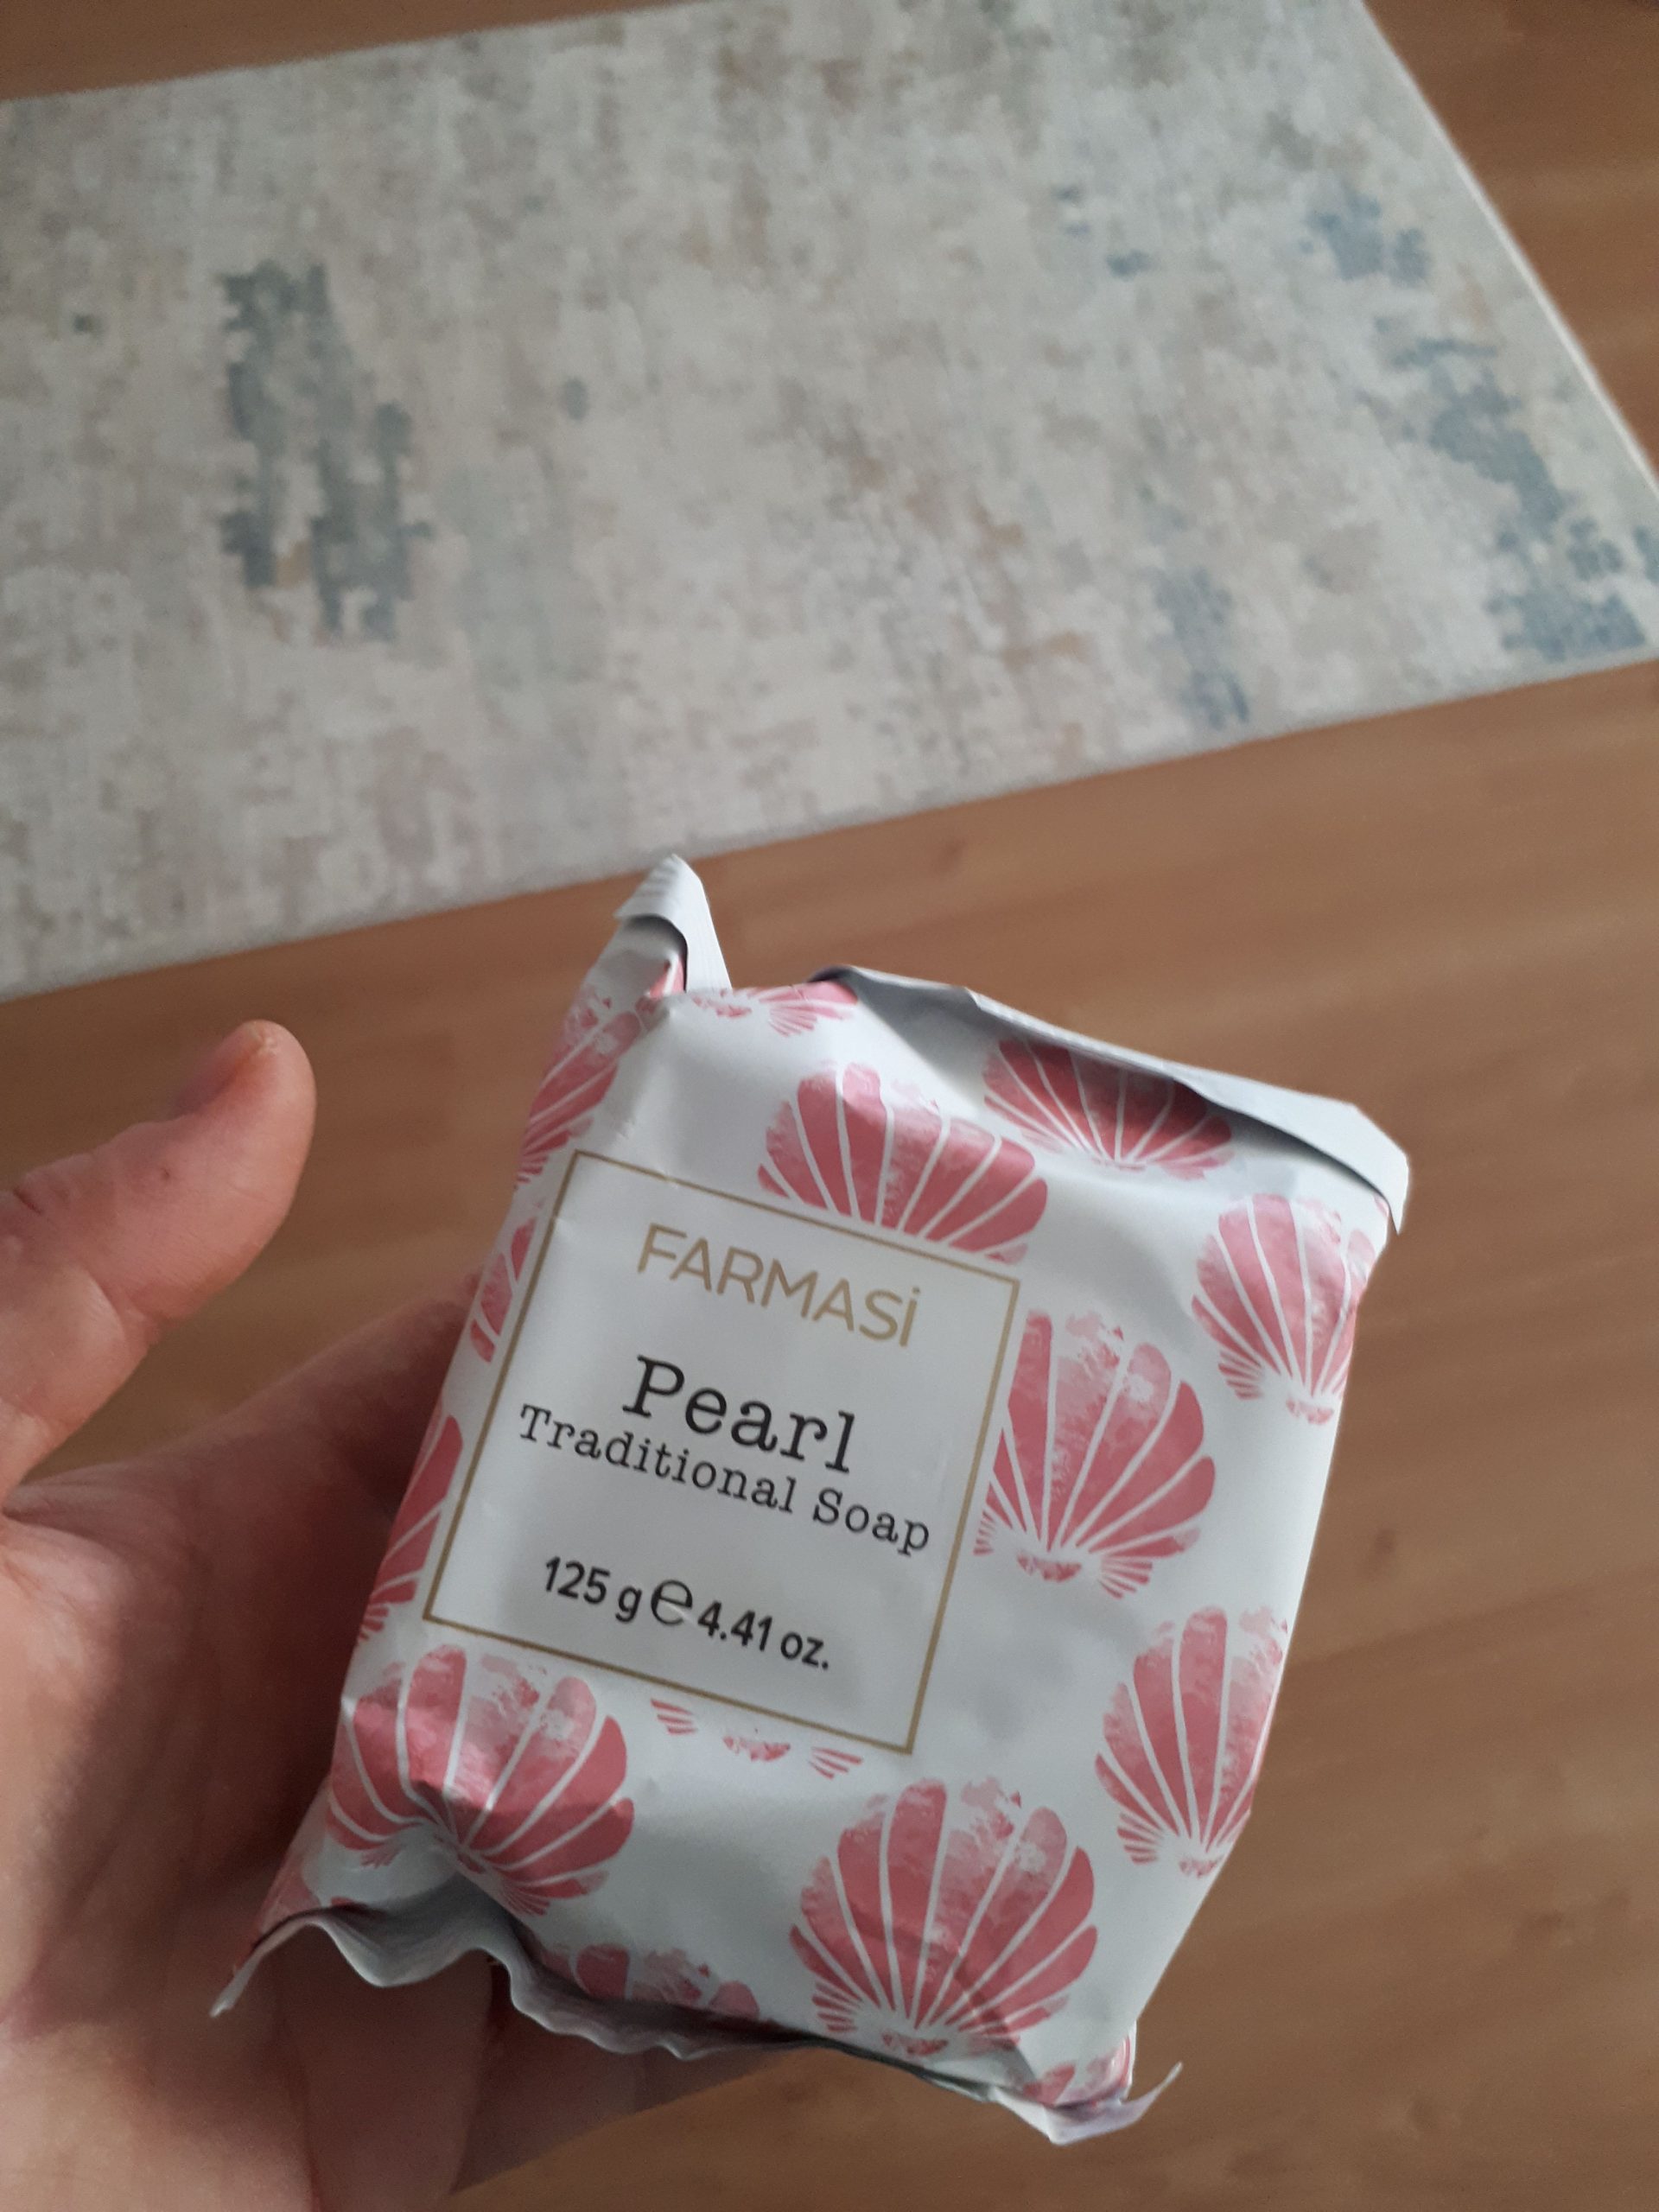 FARMASİ
Pearl
Traditional Soap
125 g ℮ 4.41 oz.